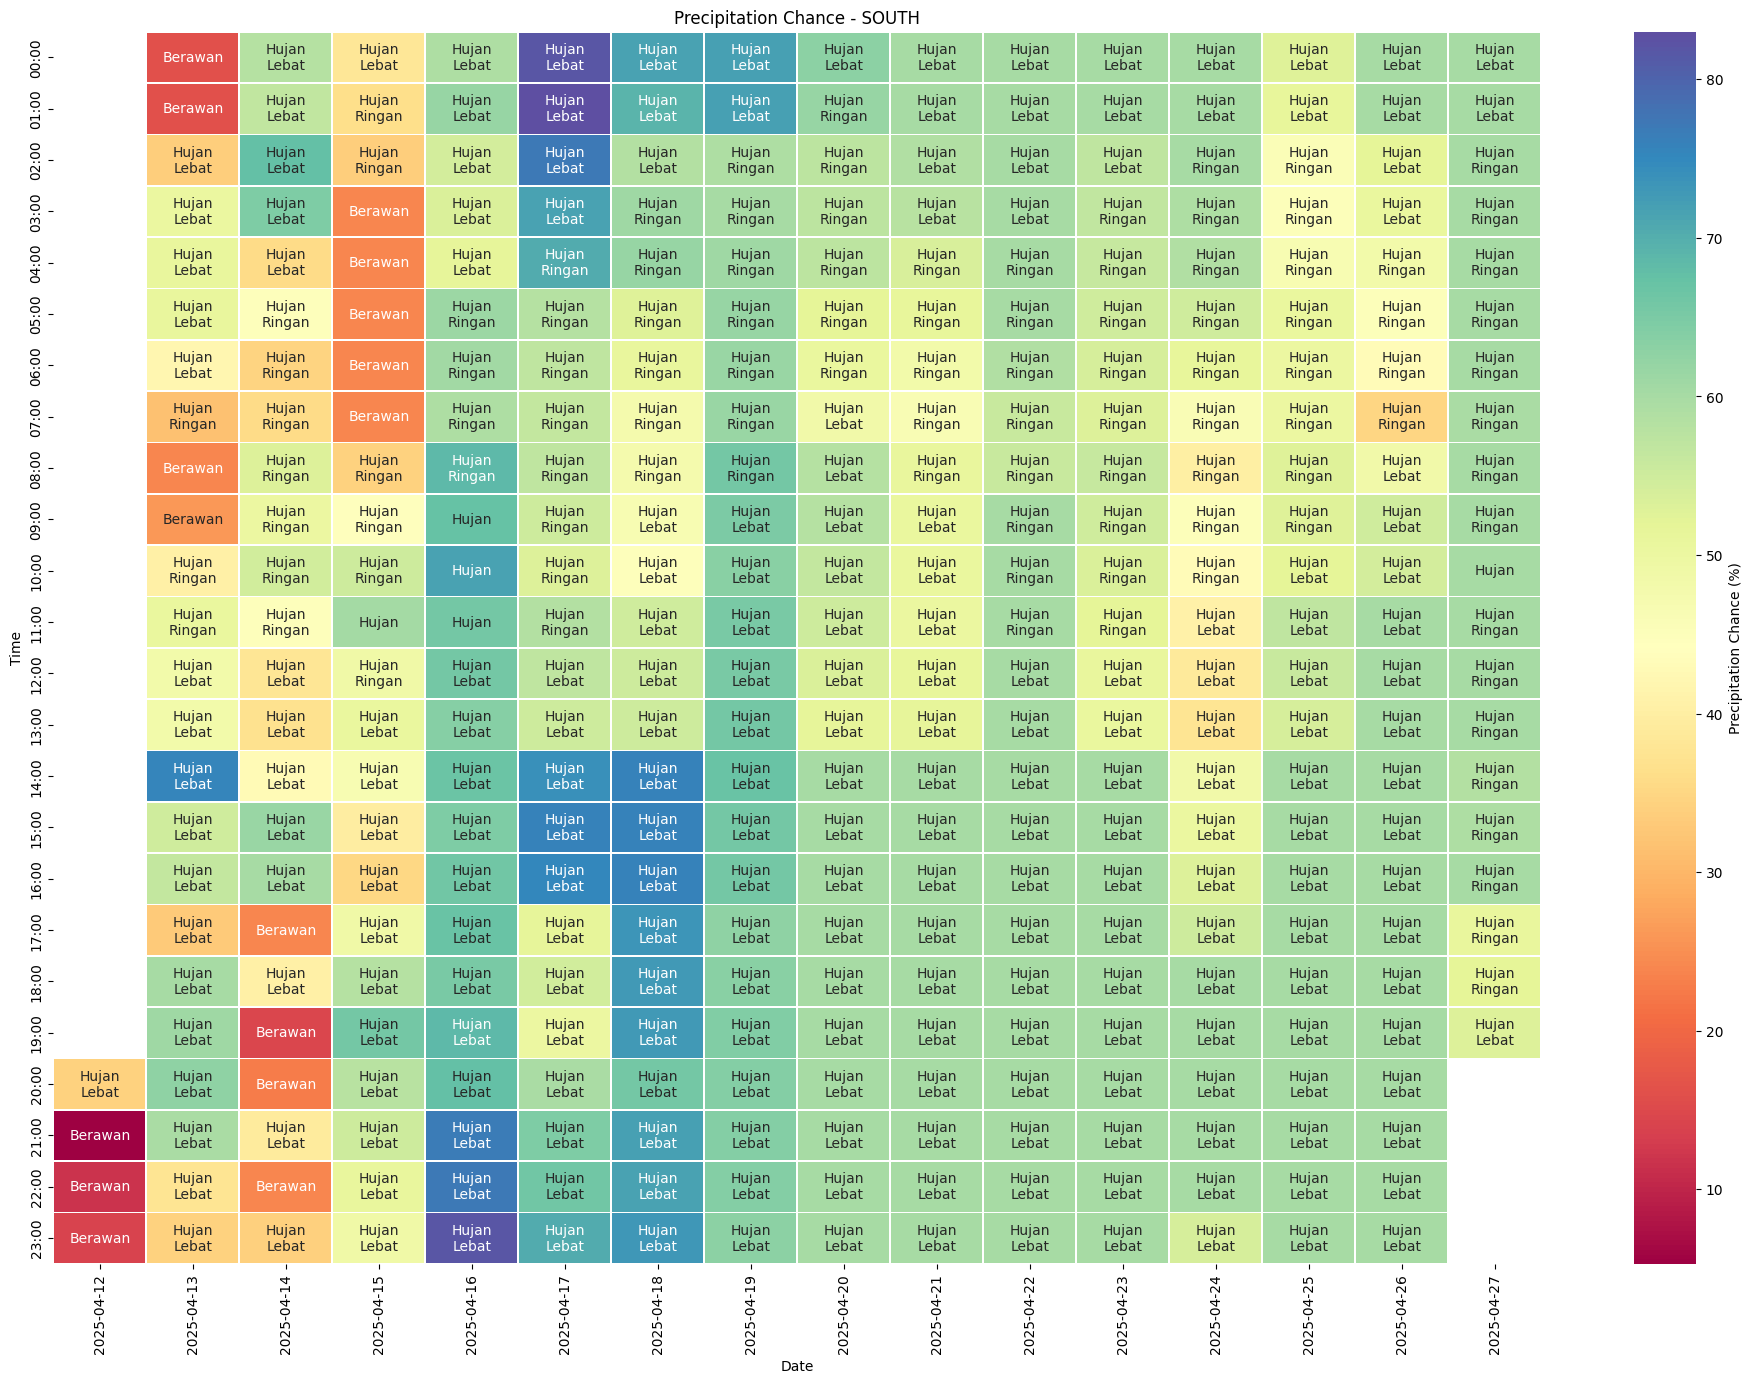 Precipitation Chance - SOUTH
00:00 Berawan Hujan Lebat Hujan Lebat Hujan Lebat Hujan Lebat Hujan Lebat Hujan Lebat Hujan Lebat Hujan Lebat Hujan Lebat Hujan Lebat Hujan Lebat Hujan Lebat Hujan Lebat Hujan Lebat
01:00 Berawan Hujan Lebat Hujan Ringan Hujan Lebat Hujan Lebat Hujan Lebat Hujan Lebat Hujan Ringan Hujan Lebat Hujan Lebat Hujan Lebat Hujan Lebat Hujan Lebat Hujan Lebat Hujan Lebat
02:00 Hujan Lebat Hujan Lebat Hujan Ringan Hujan Lebat Hujan Lebat Hujan Lebat Hujan Ringan Hujan Ringan Hujan Lebat Hujan Lebat Hujan Lebat Hujan Ringan Hujan Ringan Hujan Lebat Hujan Ringan
03:00 Hujan Lebat Hujan Lebat Berawan Hujan Lebat Hujan Lebat Hujan Ringan Hujan Ringan Hujan Ringan Hujan Lebat Hujan Lebat Hujan Ringan Hujan Ringan Hujan Ringan Hujan Lebat Hujan Ringan
04:00 Hujan Lebat Hujan Lebat Berawan Hujan Lebat Hujan Ringan Hujan Ringan Hujan Ringan Hujan Ringan Hujan Ringan Hujan Ringan Hujan Ringan Hujan Ringan Hujan Ringan Hujan Ringan Hujan Ringan
05:00 Hujan Lebat Hujan Ringan Berawan Hujan Ringan Hujan Ringan Hujan Ringan Hujan Ringan Hujan Ringan Hujan Ringan Hujan Ringan Hujan Ringan Hujan Ringan Hujan Ringan Hujan Ringan Hujan Ringan
06:00 Hujan Lebat Hujan Ringan Berawan Hujan Ringan Hujan Ringan Hujan Ringan Hujan Ringan Hujan Ringan Hujan Ringan Hujan Ringan Hujan Ringan Hujan Ringan Hujan Ringan Hujan Ringan Hujan Ringan
07:00 Hujan Ringan Hujan Ringan Berawan Hujan Ringan Hujan Ringan Hujan Ringan Hujan Ringan Hujan Lebat Hujan Ringan Hujan Ringan Hujan Ringan Hujan Ringan Hujan Ringan Hujan Ringan Hujan Ringan
08:00 Berawan Hujan Ringan Hujan Ringan Hujan Ringan Hujan Ringan Hujan Ringan Hujan Ringan Hujan Lebat Hujan Ringan Hujan Ringan Hujan Ringan Hujan Ringan Hujan Ringan Hujan Lebat Hujan Ringan
09:00 Berawan Hujan Ringan Hujan Ringan Hujan Hujan Ringan Hujan Lebat Hujan Lebat Hujan Lebat Hujan Lebat Hujan Ringan Hujan Ringan Hujan Ringan Hujan Ringan Hujan Lebat Hujan Ringan
10:00 Hujan Ringan Hujan Ringan Hujan Ringan Hujan Hujan Ringan Hujan Lebat Hujan Lebat Hujan Lebat Hujan Lebat Hujan Ringan Hujan Ringan Hujan Ringan Hujan Lebat Hujan Lebat Hujan
11:00 Hujan Ringan Hujan Ringan Hujan Hujan Hujan Ringan Hujan Lebat Hujan Lebat Hujan Lebat Hujan Lebat Hujan Ringan Hujan Ringan Hujan Lebat Hujan Lebat Hujan Lebat Hujan Ringan
12:00 Hujan Lebat Hujan Lebat Hujan Ringan Hujan Lebat Hujan Lebat Hujan Lebat Hujan Lebat Hujan Lebat Hujan Lebat Hujan Lebat Hujan Lebat Hujan Lebat Hujan Lebat Hujan Lebat Hujan Ringan
13:00 Hujan Lebat Hujan Lebat Hujan Lebat Hujan Lebat Hujan Lebat Hujan Lebat Hujan Lebat Hujan Lebat Hujan Lebat Hujan Lebat Hujan Lebat Hujan Lebat Hujan Lebat Hujan Lebat Hujan Ringan
14:00 Hujan Lebat Hujan Lebat Hujan Lebat Hujan Lebat Hujan Lebat Hujan Lebat Hujan Lebat Hujan Lebat Hujan Lebat Hujan Lebat Hujan Lebat Hujan Lebat Hujan Lebat Hujan Lebat Hujan Ringan
15:00 Hujan Lebat Hujan Lebat Hujan Lebat Hujan Lebat Hujan Lebat Hujan Lebat Hujan Lebat Hujan Lebat Hujan Lebat Hujan Lebat Hujan Lebat Hujan Lebat Hujan Lebat Hujan Lebat Hujan Ringan
16:00 Hujan Lebat Hujan Lebat Hujan Lebat Hujan Lebat Hujan Lebat Hujan Lebat Hujan Lebat Hujan Lebat Hujan Lebat Hujan Lebat Hujan Lebat Hujan Lebat Hujan Lebat Hujan Lebat Hujan Ringan
17:00 Hujan Lebat Berawan Hujan Lebat Hujan Lebat Hujan Lebat Hujan Lebat Hujan Lebat Hujan Lebat Hujan Lebat Hujan Lebat Hujan Lebat Hujan Lebat Hujan Lebat Hujan Lebat Hujan Ringan
18:00 Hujan Lebat Hujan Lebat Hujan Lebat Hujan Lebat Hujan Lebat Hujan Lebat Hujan Lebat Hujan Lebat Hujan Lebat Hujan Lebat Hujan Lebat Hujan Lebat Hujan Lebat Hujan Lebat Hujan Ringan
19:00 Hujan Lebat Berawan Hujan Lebat Hujan Lebat Hujan Lebat Hujan Lebat Hujan Lebat Hujan Lebat Hujan Lebat Hujan Lebat Hujan Lebat Hujan Lebat Hujan Lebat Hujan Lebat Hujan Lebat
20:00 Hujan Lebat Hujan Lebat Berawan Hujan Lebat Hujan Lebat Hujan Lebat Hujan Lebat Hujan Lebat Hujan Lebat Hujan Lebat Hujan Lebat Hujan Lebat Hujan Lebat Hujan Lebat Hujan Lebat
21:00 Berawan Hujan Lebat Hujan Lebat Hujan Lebat Hujan Lebat Hujan Lebat Hujan Lebat Hujan Lebat Hujan Lebat Hujan Lebat Hujan Lebat Hujan Lebat Hujan Lebat Hujan Lebat Hujan Lebat
22:00 Berawan Hujan Lebat Berawan Hujan Lebat Hujan Lebat Hujan Lebat Hujan Lebat Hujan Lebat Hujan Lebat Hujan Lebat Hujan Lebat Hujan Lebat Hujan Lebat Hujan Lebat Hujan Lebat
23:00 Berawan Hujan Lebat Hujan Lebat Hujan Lebat Hujan Lebat Hujan Lebat Hujan Lebat Hujan Lebat Hujan Lebat Hujan Lebat Hujan Lebat Hujan Lebat Hujan Lebat Hujan Lebat Hujan Lebat
Time
2025-04-12 2025-04-13 2025-04-14 2025-04-15 2025-04-16 2025-04-17 2025-04-18 2025-04-19 2025-04-20 2025-04-21 2025-04-22 2025-04-23 2025-04-24 2025-04-25 2025-04-26 2025-04-27
Date
80
70
60
50
40
30
20
10
Precipitation Chance (%)